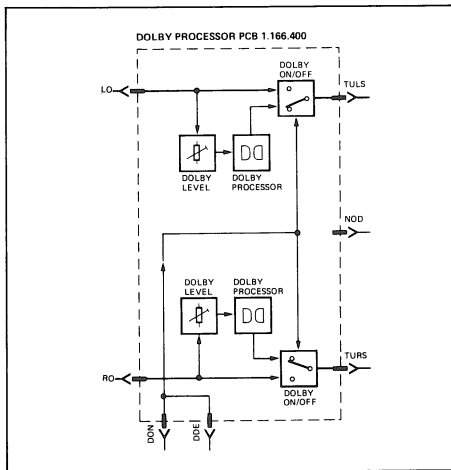 DOLBY PROCESSOR PCB 1.166.400
DOLBY
ON/OFF
LO
TULS
DOLBY
LEVEL
DOLBY
PROCESSOR
NOD
DOLBY
LEVEL
DOLBY
PROCESSOR
TURS
RO
DOLBY
ON/OFF
DON
DDE